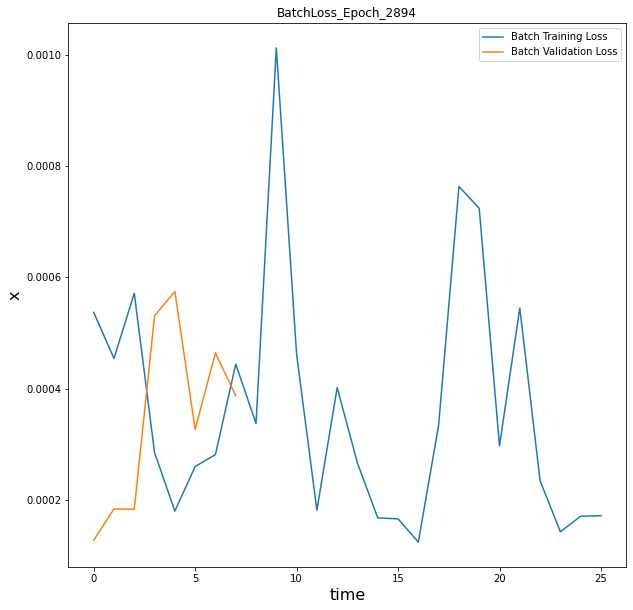 BatchLoss_Epoch_2894
Batch Training Loss
Batch Validation Loss
0.0010
0.0008
0.0006
0.0004
0.0002
x
0 5 10 15 20 25
time